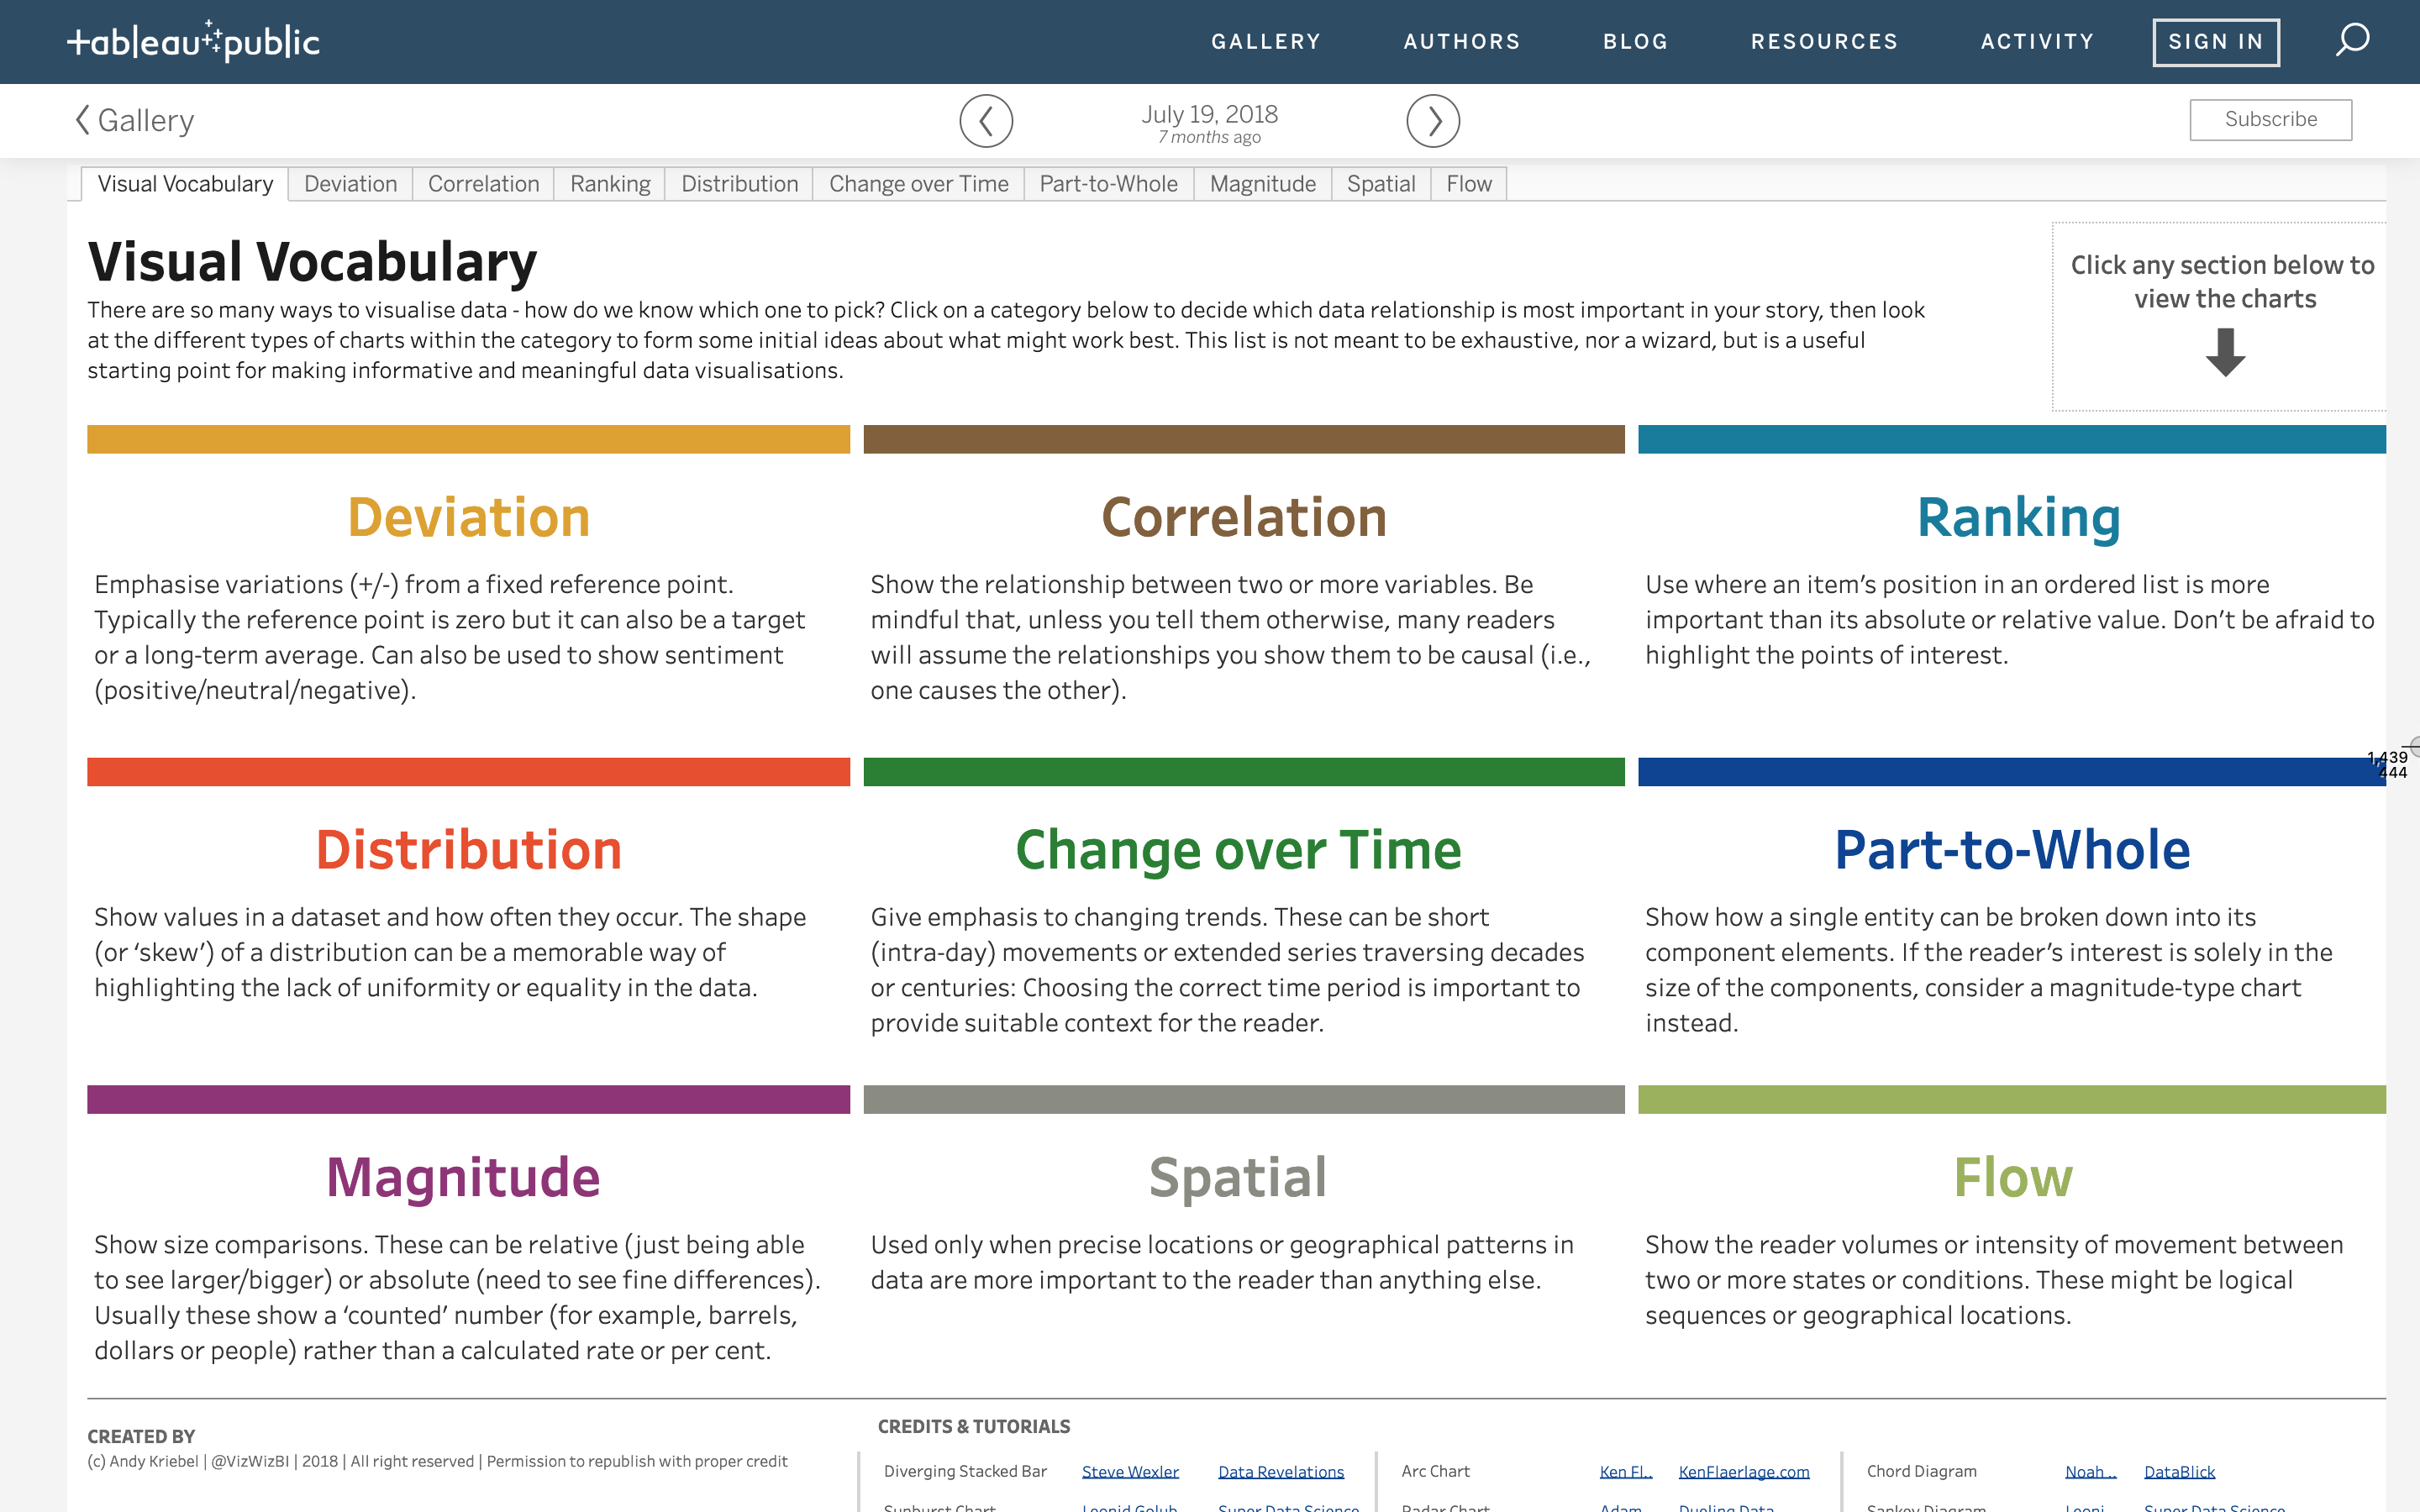 tableau public
GALLERY
AUTHORS
BLOG
RESOURCES
ACTIVITY
SIGN IN
Gallery
July 19, 2018
7 months ago
Subscribe
Visual Vocabulary
Deviation
Correlation
Ranking
Distribution
Change over Time
Part-to-Whole
Magnitude
Spatial
Flow
Visual Vocabulary
There are so many ways to visualise data - how do we know which one to pick? Click on a category below to decide which data relationship is most important in your story, then look
at the different types of charts within the category to form some initial ideas about what might work best. This list is not meant to be exhaustive, nor a wizard, but is a useful
starting point for making informative and meaningful data visualisations.
Click any section below to
view the charts
Deviation
Emphasise variations (+/-) from a fixed reference point.
Typically the reference point is zero but it can also be a target
or a long-term average. Can also be used to show sentiment
(positive/neutral/negative).
Correlation
Show the relationship between two or more variables. Be
mindful that, unless you tell them otherwise, many readers
will assume the relationships you show them to be causal (i.e.,
one causes the other).
Ranking
Use where an item’s position in an ordered list is more
important than its absolute or relative value. Don’t be afraid to
highlight the points of interest.
1,439
444
Distribution
Show values in a dataset and how often they occur. The shape
(or ‘skew’) of a distribution can be a memorable way of
highlighting the lack of uniformity or equality in the data.
Change over Time
Give emphasis to changing trends. These can be short
(intra-day) movements or extended series traversing decades
or centuries: Choosing the correct time period is important to
provide suitable context for the reader.
Part-to-Whole
Show how a single entity can be broken down into its
component elements. If the reader’s interest is solely in the
size of the components, consider a magnitude-type chart
instead.
Magnitude
Show size comparisons. These can be relative (just being able
to see larger/bigger) or absolute (need to see fine differences).
Usually these show a ‘counted’ number (for example, barrels,
dollars or people) rather than a calculated rate or per cent.
Spatial
Used only when precise locations or geographical patterns in
data are more important to the reader than anything else.
Flow
Show the reader volumes or intensity of movement between
two or more states or conditions. These might be logical
sequences or geographical locations.
CREATED BY
(c) Andy Kriebel | @VizWizBI | 2018 | All right reserved | Permission to republish with proper credit
CREDITS & TUTORIALS
Diverging Stacked Bar Steve Wexler Data Revelations
Sunburst Chart Leonid Golub Super Data Science
Arc Chart Ken Fl.. KenFlaerlage.com
Radar Chart Adam Dueling Data
Chord Diagram Noah .. DataBlick
Sankey Diagram Leoni Super Data Science